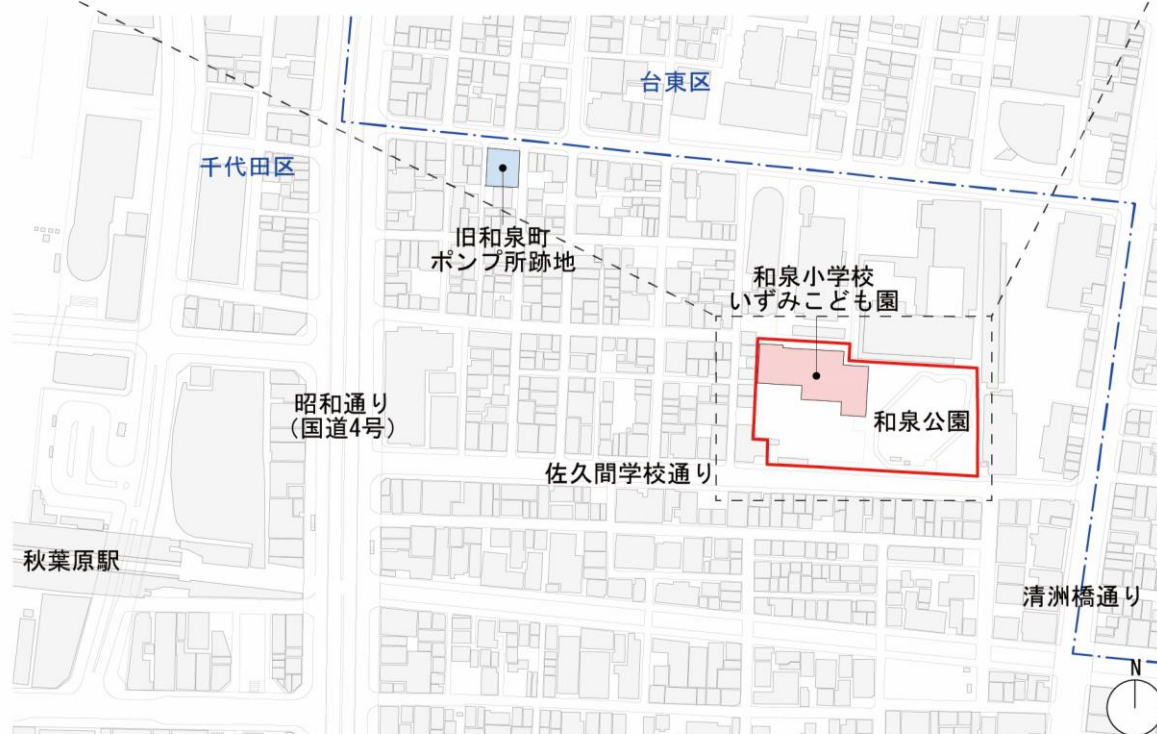 台東区
千代田区
旧和泉町
ポンプ所跡地
和泉小学校
いずみこども園
昭和通り
（国道4号）
和泉公園
佐久間学校通り
秋葉原駅
清洲橋通り
N